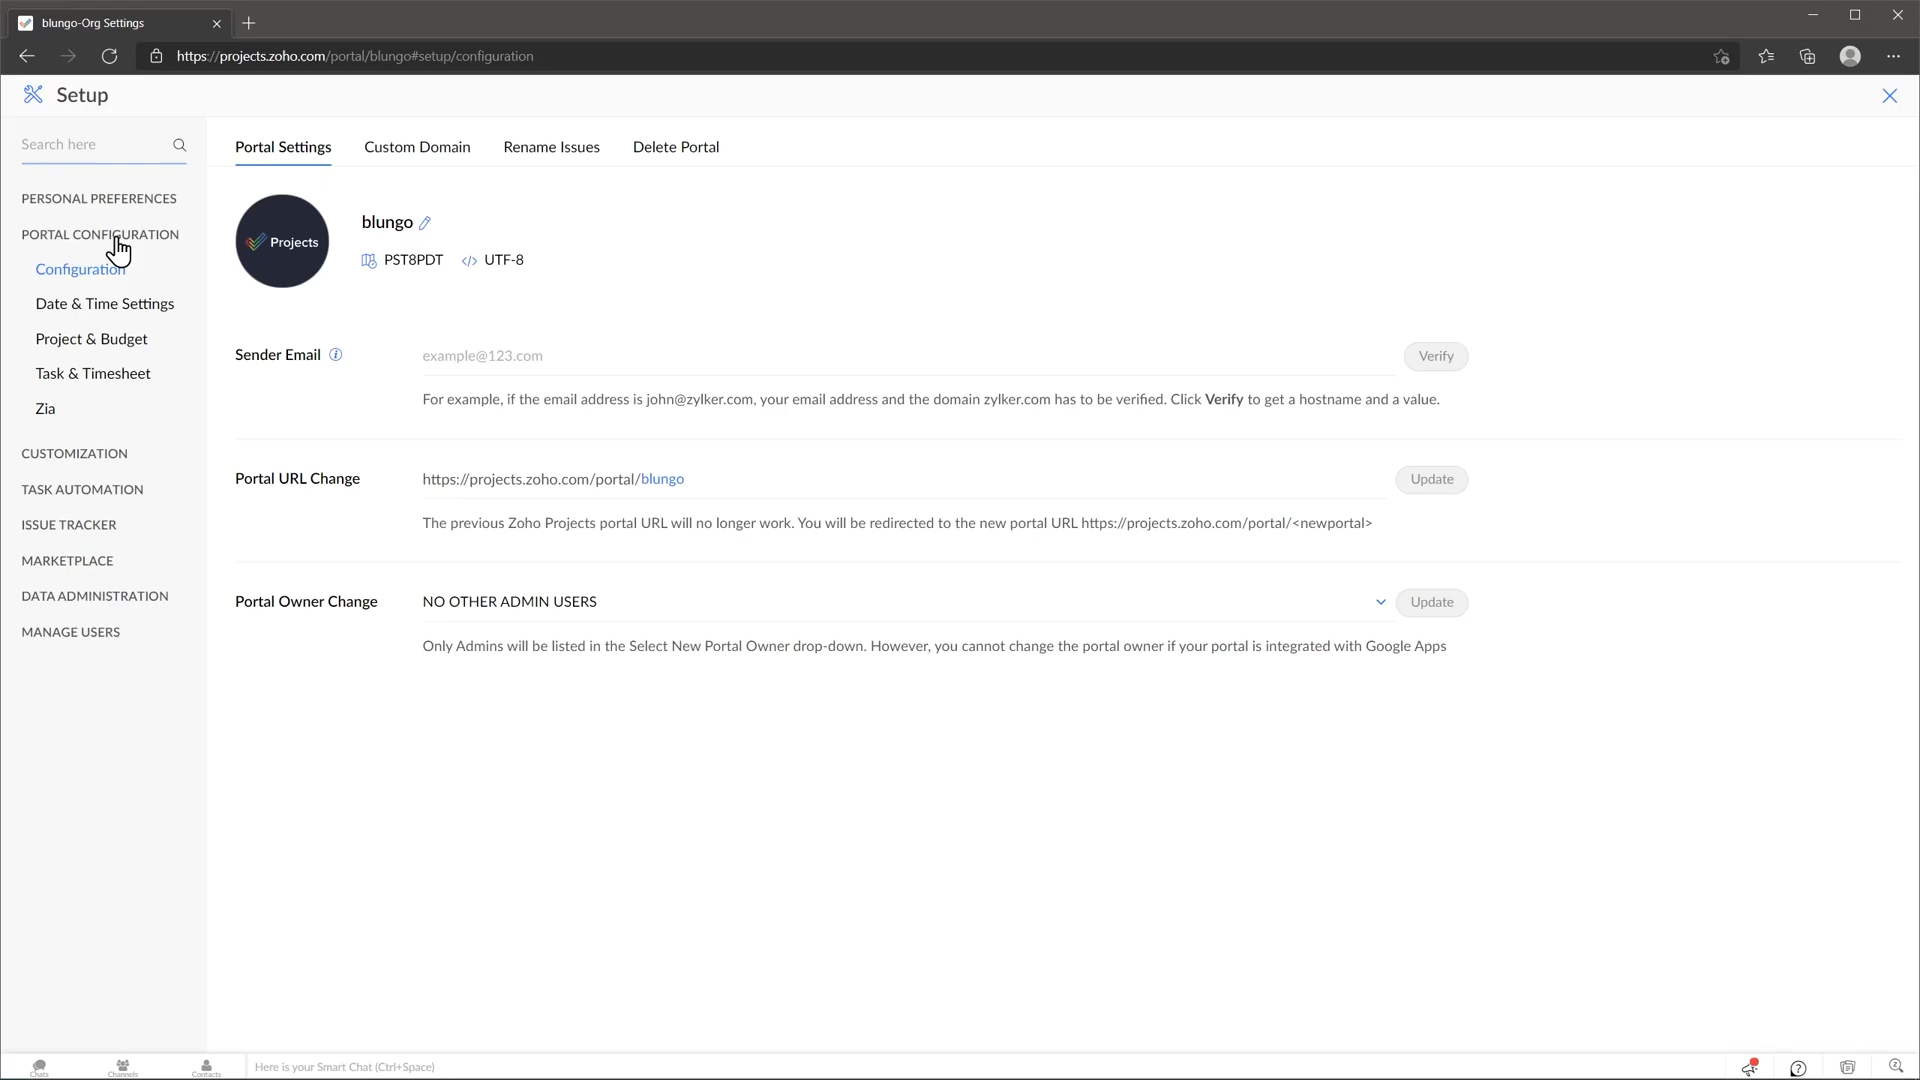 blungo-Org Settings
https://projects.zoho.com/portal/blungo#setup/configuration
Setup
Search here
PERSONAL PREFERENCES
PORTAL CONFIGURATION
Configuration
Date & Time Settings
Project & Budget
Task & Timesheet
Zia
CUSTOMIZATION
TASK AUTOMATION
ISSUE TRACKER
MARKETPLACE
DATA ADMINISTRATION
MANAGE USERS
Portal Settings Custom Domain Rename Issues Delete Portal
Projects
blungo
PST8PDT </> UTF-8
Sender Email example@123.com Verify
For example, if the email address is john@zylker.com, your email address and the domain zylker.com has to be verified. Click Verify to get a hostname and a value.
Portal URL Change https://projects.zoho.com/portal/blungo Update
The previous Zoho Projects portal URL will no longer work. You will be redirected to the new portal URL https://projects.zoho.com/portal/<newportal>
Portal Owner Change NO OTHER ADMIN USERS Update
Only Admins will be listed in the Select New Portal Owner drop-down. However, you cannot change the portal owner if your portal is integrated with Google Apps
Chats Channels Contacts Here is your Smart Chat (Ctrl+Space)